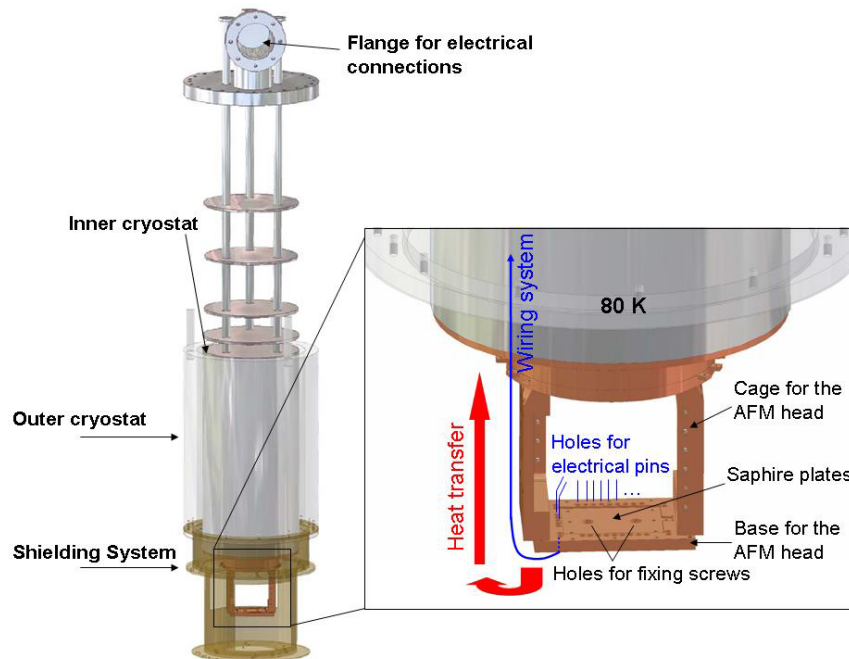 Flange for electrical
connections
Inner cryostat
Outer cryostat
Shielding System
Wiring system
80 K
Heat transfer
Cage for the
AFM head
Holes for
electrical pins
...
Saphire plates
Base for the
AFM head
Holes for fixing screws